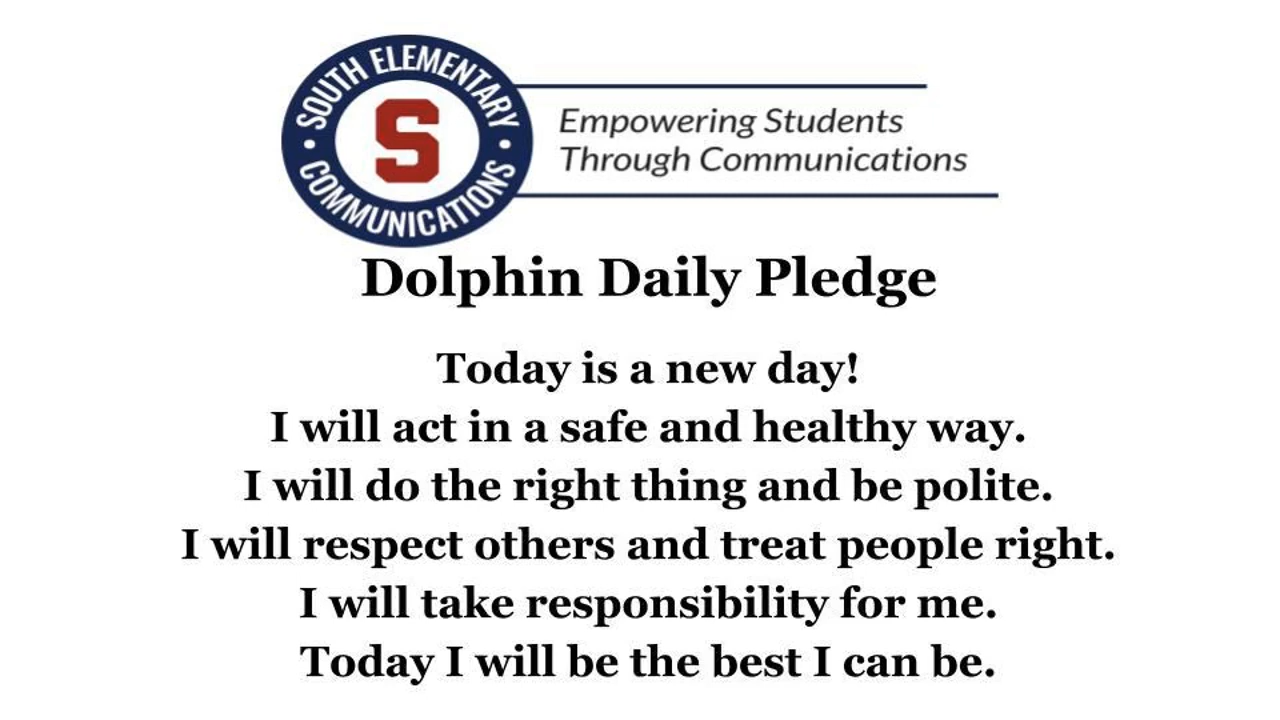 SOUTH ELEMENTARY
S
COMMUNICATIONS
Empowering Students
Through Communications
Dolphin Daily Pledge
Today is a new day!
I will act in a safe and healthy way.
I will do the right thing and be polite.
I will respect others and treat people right.
I will take responsibility for me.
Today I will be the best I can be.